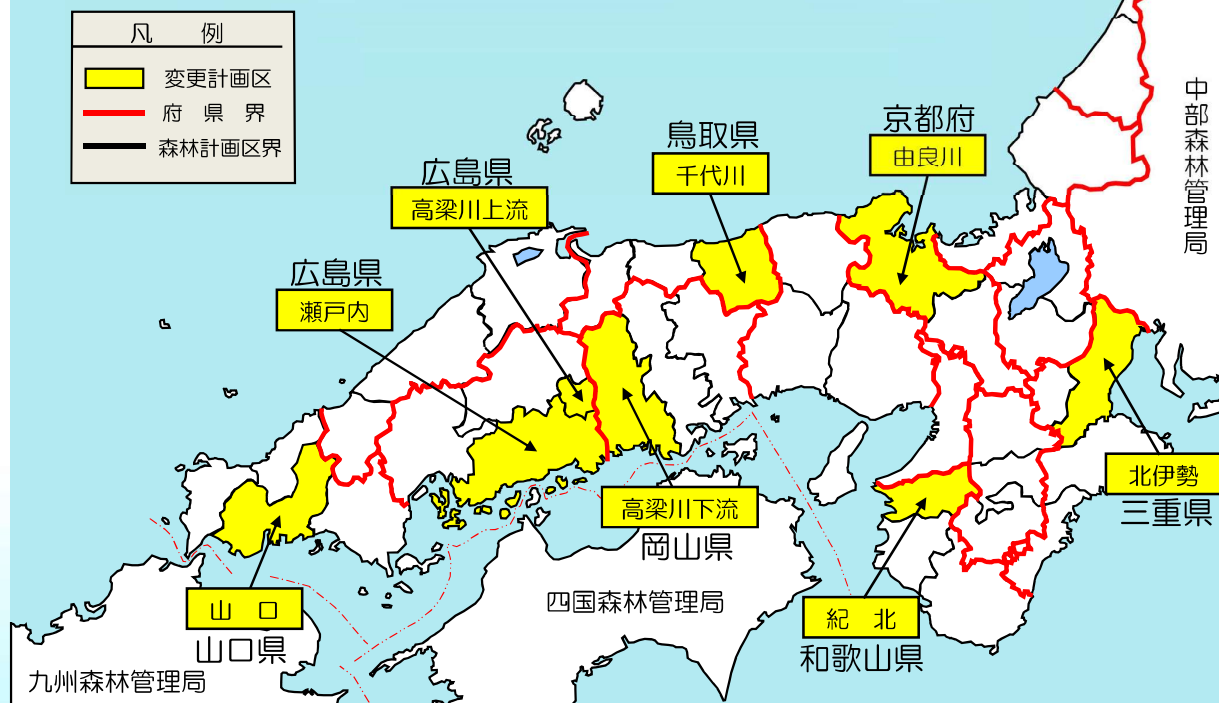 凡 例
変更計画区
府 県 界
森林計画区界
中部森林管理局
京都府
由良川
鳥取県
千代川
広島県
高梁川上流
広島県
瀬戸内
北伊勢
三重県
高梁川下流
岡山県
四国森林管理局
山 口
山口県
紀 北
和歌山県
九州森林管理局